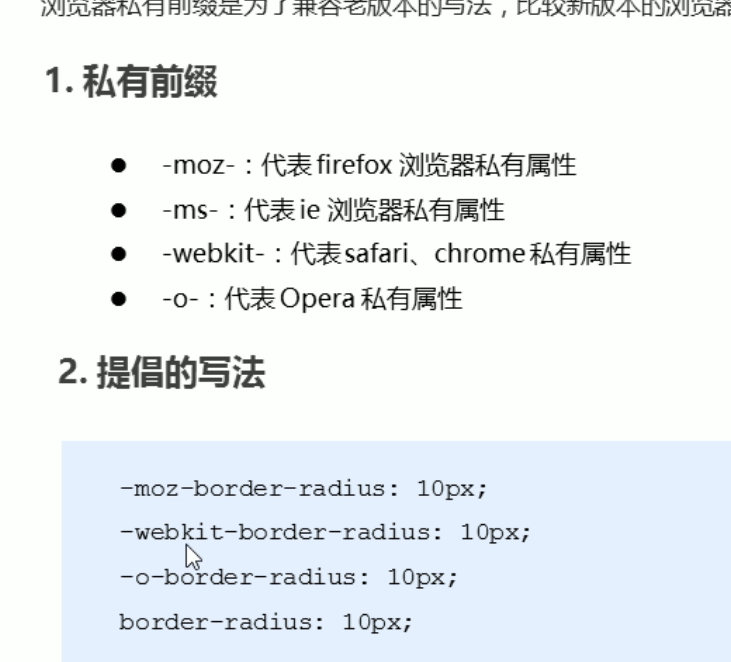 浏览器私有前缀是为了兼容老版本的写法，比较新版本的浏览器
1. 私有前缀
● -moz-：代表 firefox 浏览器私有属性
● -ms-：代表 ie 浏览器私有属性
● -webkit-：代表 safari、chrome 私有属性
● -o-：代表 Opera 私有属性
2. 提倡的写法
-moz-border-radius: 10px;
-webkit-border-radius: 10px;
-o-border-radius: 10px;
border-radius: 10px;